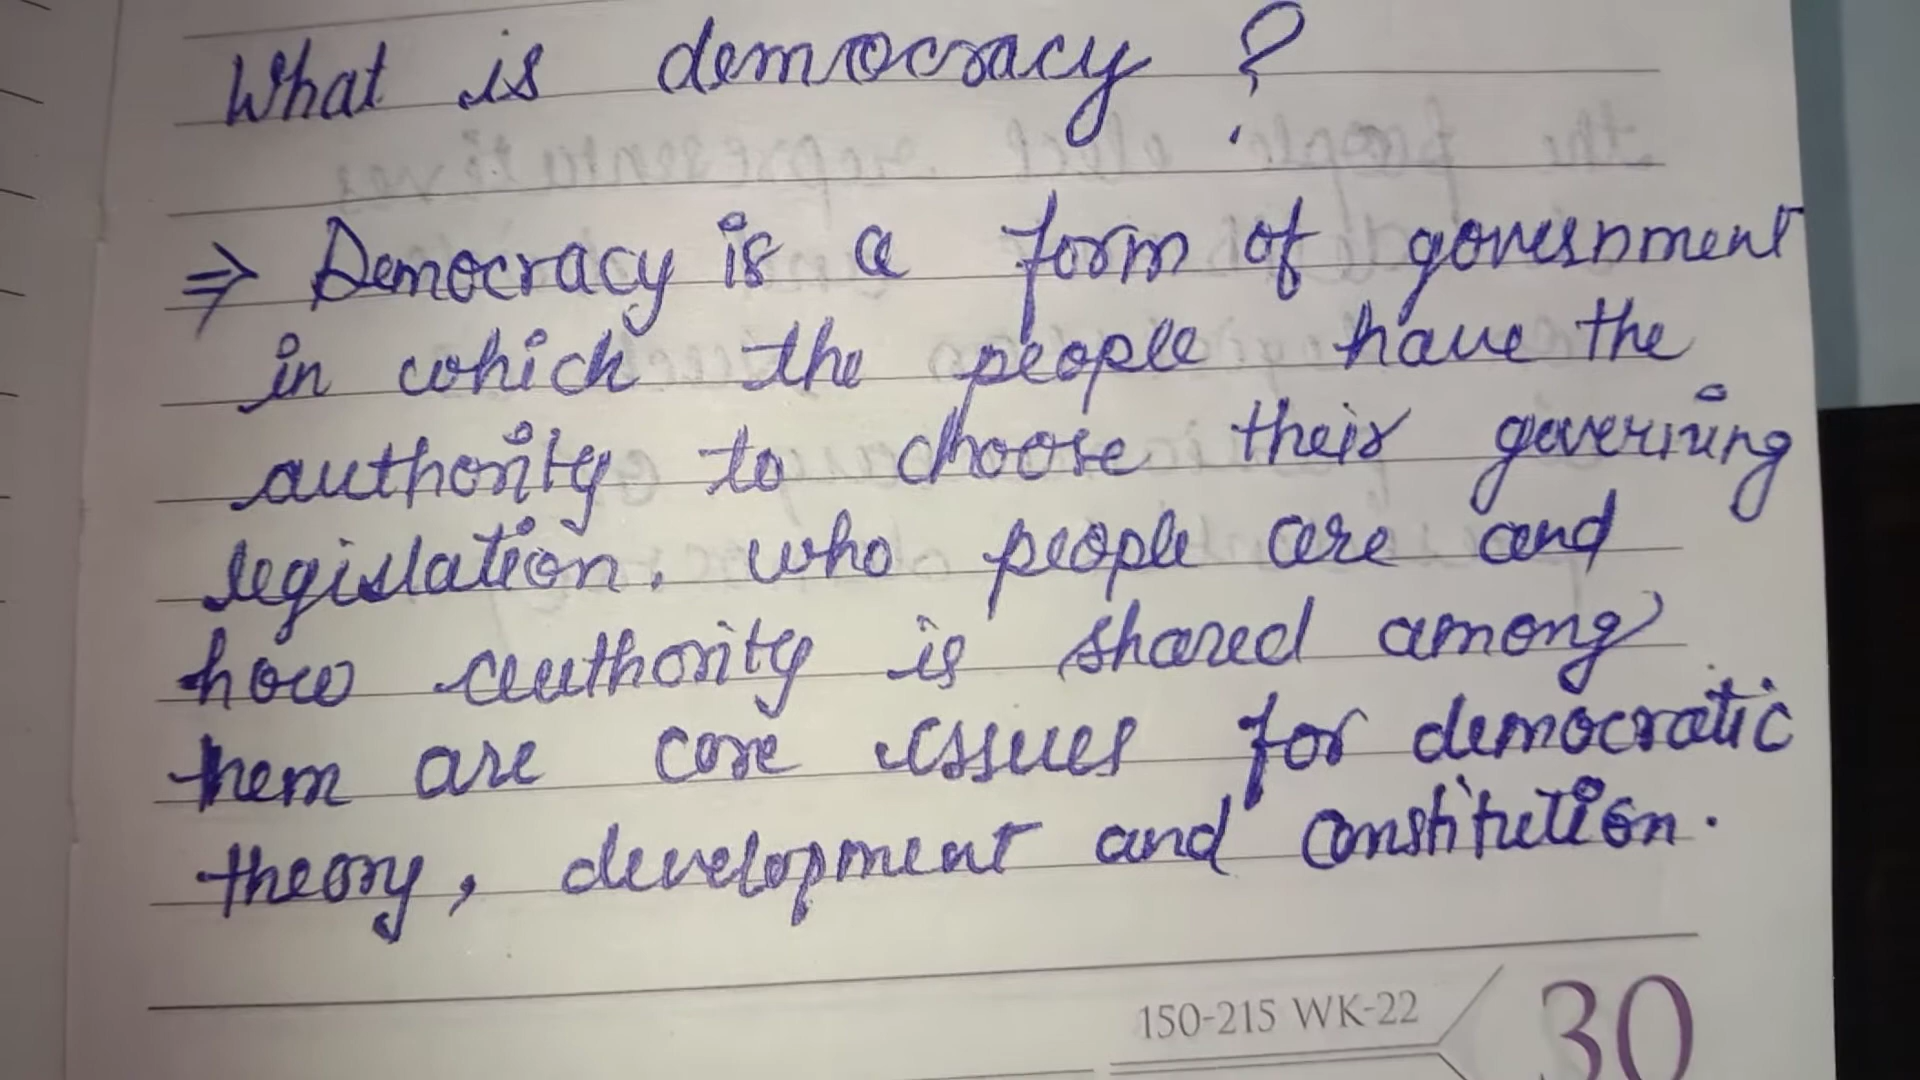 What is democracy ?
⇒ Democracy is a form of government
in which the people have the
authority to choose their governing
legislation. who people are and
how authority is shared among
them are core issues for democratic
theory, development and constitution.
150-215 WK-22
30